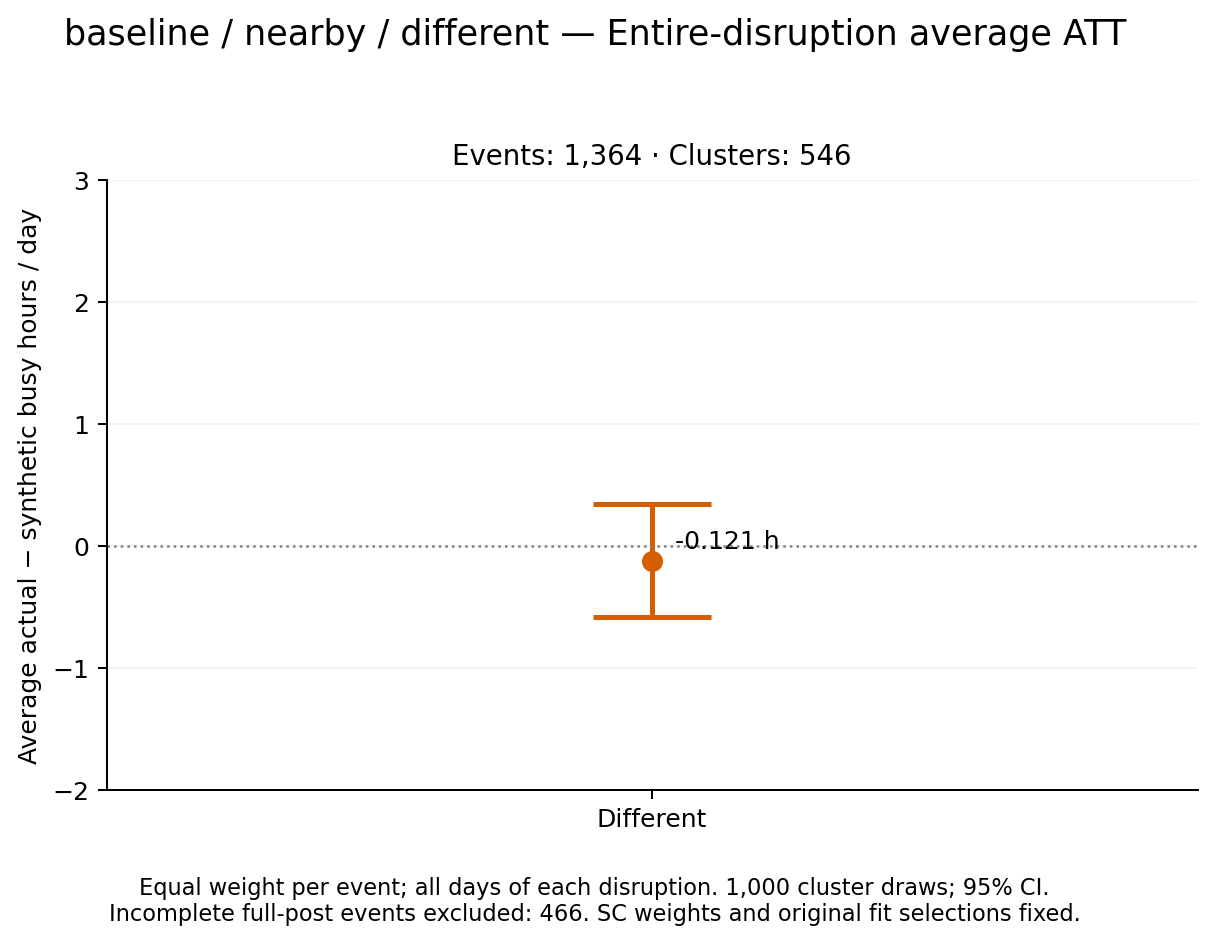 baseline / nearby / different — Entire-disruption average ATT
Events: 1,364 · Clusters: 546
Average actual − synthetic busy hours / day
3
2
1
0
−1
−2
-0.121 h
Different
Equal weight per event; all days of each disruption. 1,000 cluster draws; 95% CI.
Incomplete full-post events excluded: 466. SC weights and original fit selections fixed.